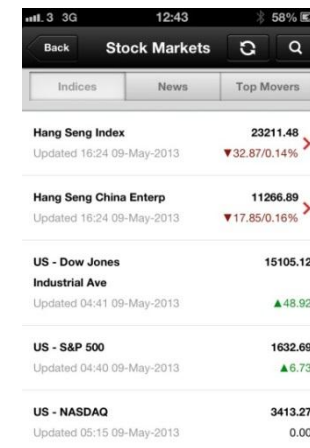 3 3G 12:43 58%
Back Stock Markets
Indices News Top Movers
Hang Seng Index 23211.48
Updated 16:24 09-May-2013 ▼32.87/0.14%
Hang Seng China Enterp 11266.89
Updated 16:24 09-May-2013 ▼17.85/0.16%
US - Dow Jones 15105.12
Industrial Ave
Updated 04:41 09-May-2013 ▲48.92
US - S&P 500 1632.69
Updated 04:40 09-May-2013 ▲6.73
US - NASDAQ 3413.27
Updated 05:15 09-May-2013 0.00